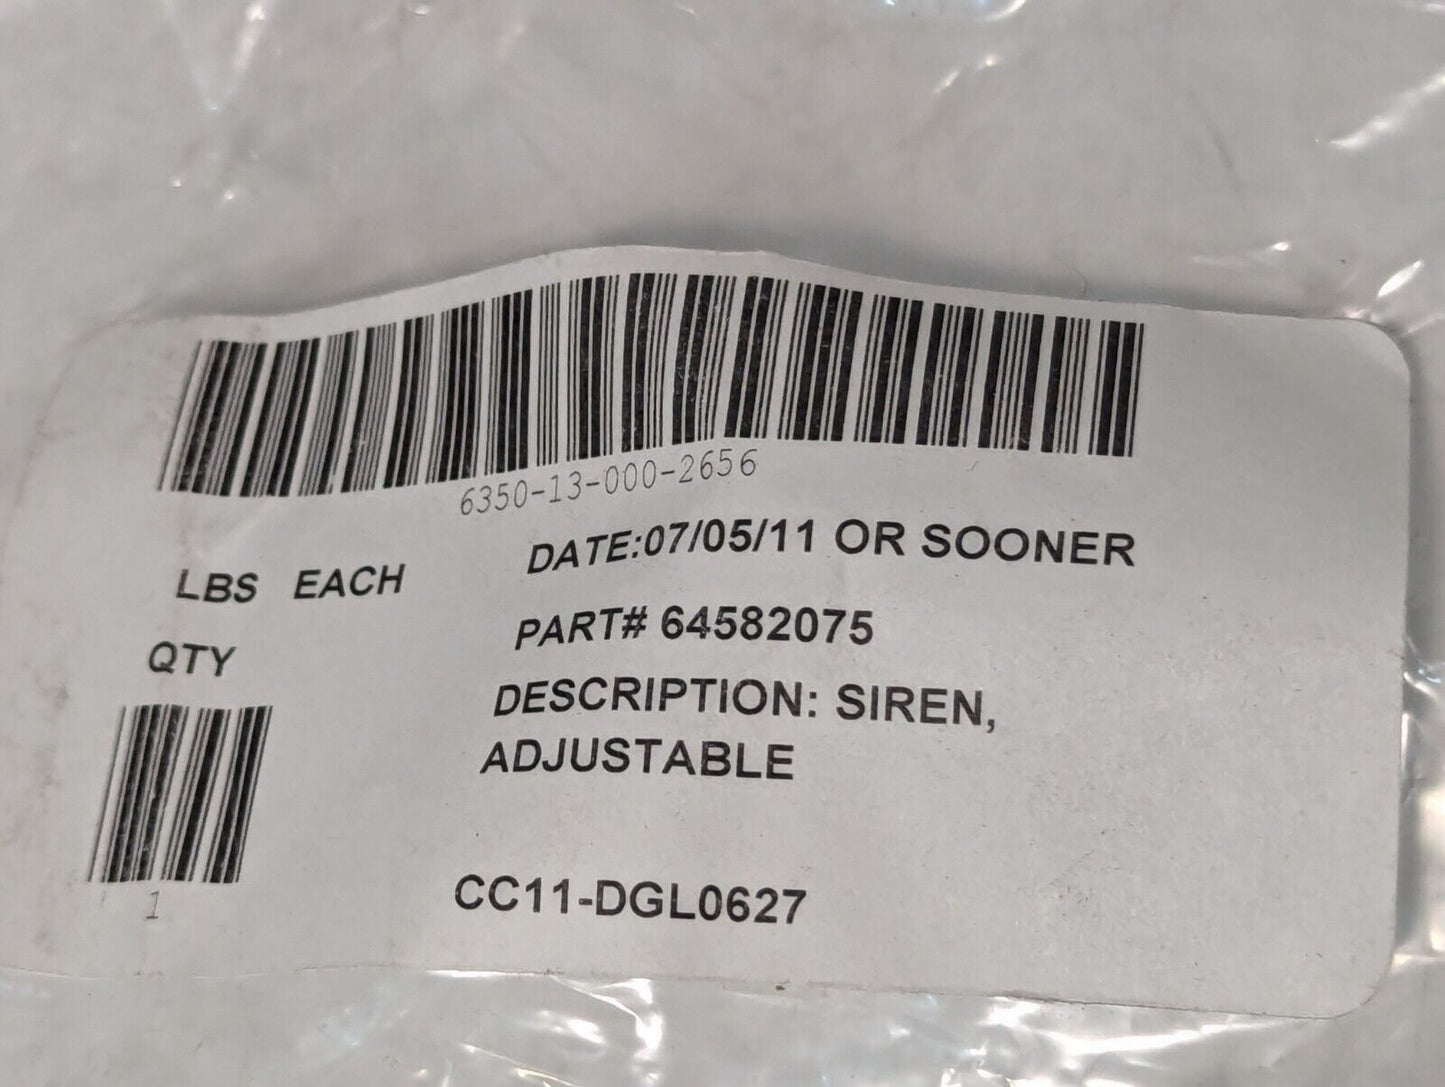 6350-13-000-2656
DATE:07/05/11 OR SOONER
LBS EACH
PART# 64582075
QTY
DESCRIPTION: SIREN,
ADJUSTABLE
1
CC11-DGL0627